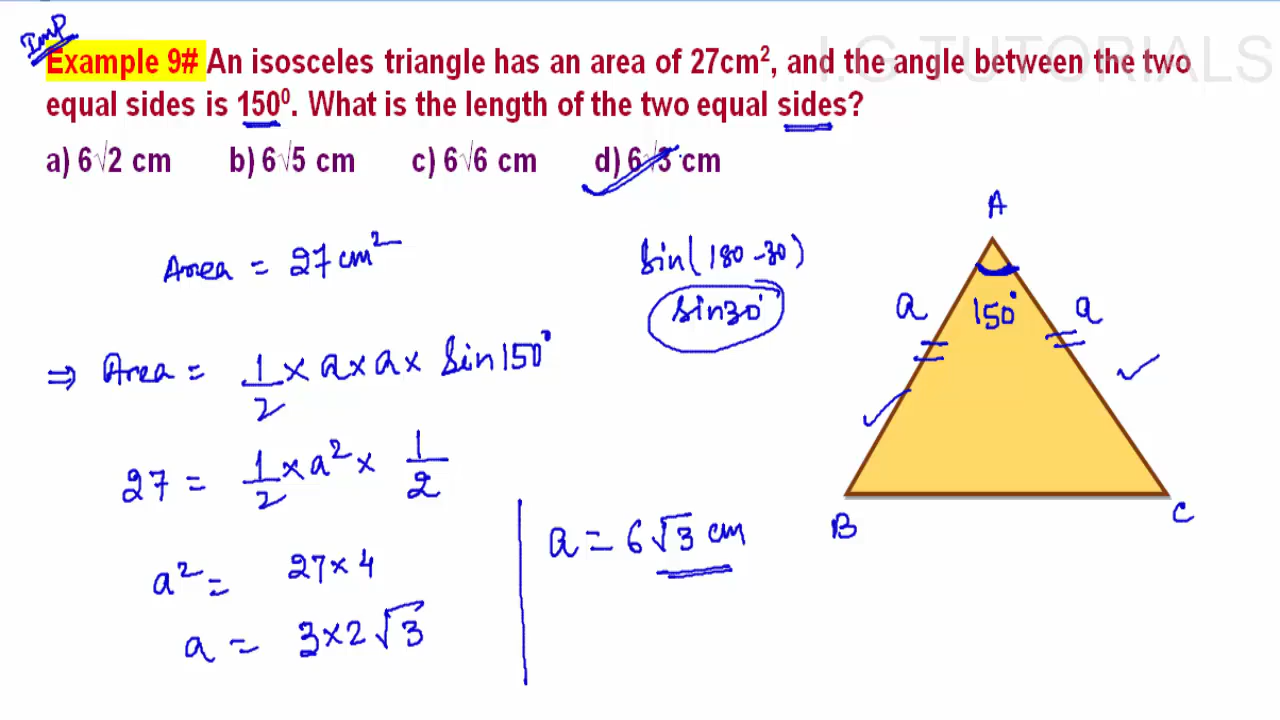 Imp
I.G TUTORIALS
Example 9# An isosceles triangle has an area of 27cm², and the angle between the two
equal sides is 150⁰. What is the length of the two equal sides?
a) 6√2 cm b) 6√5 cm c) 6√6 cm d) 6√3 cm
Area = 27 cm²
sin(180-30)
sin30°
⇒ Area = 1/2 × a × a × Sin150°
27 = 1/2 × a² × 1/2
a² = 27×4
a = 3×2√3
a = 6√3 cm
A
150°
a
a
B
C